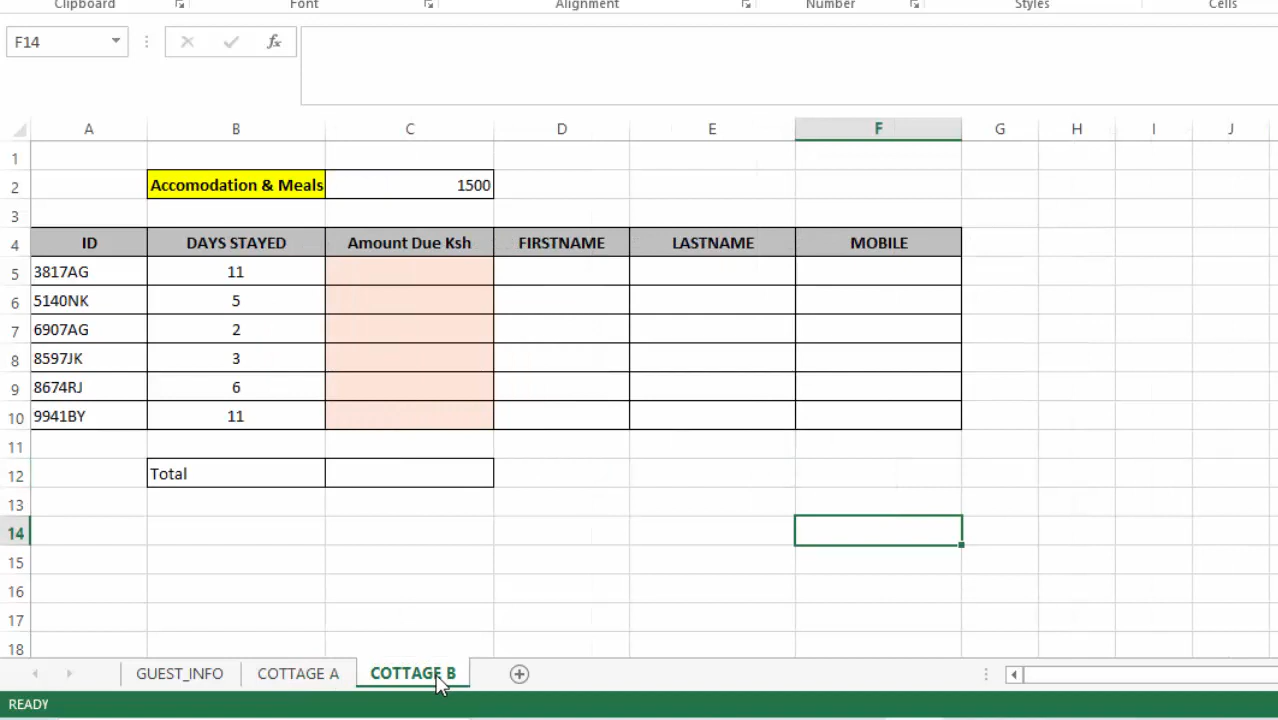 Clipboard Font Alignment Number Styles Cells
F14 fx
A B C D E F G H I J
1
2 Accomodation & Meals 1500
3
4 ID DAYS STAYED Amount Due Ksh FIRSTNAME LASTNAME MOBILE
5 3817AG 11
6 5140NK 5
7 6907AG 2
8 8597JK 3
9 8674RJ 6
10 9941BY 11
11
12 Total
13
14
15
16
17
18
GUEST_INFO COTTAGE A COTTAGE B
READY